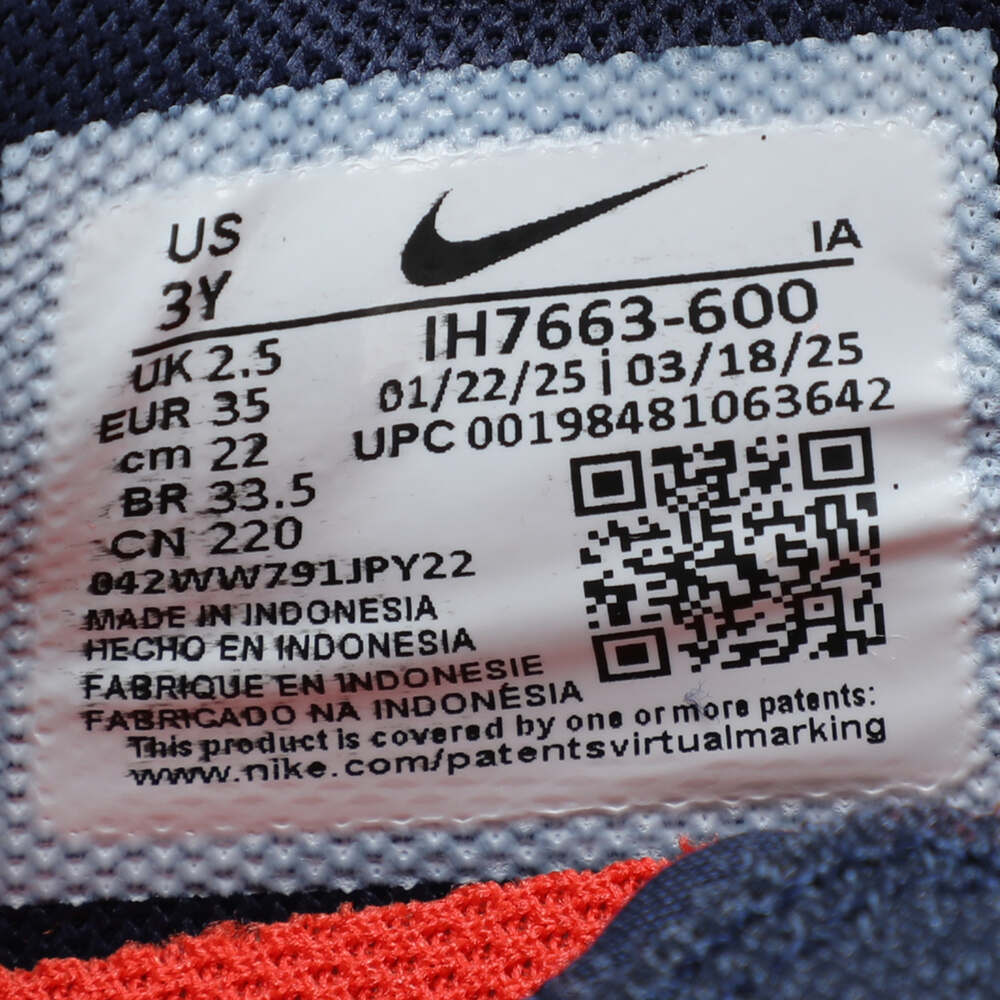 US
3Y
IA
UK 2.5
EUR 35
cm 22
BR 33.5
CN 220
IH7663-600
01/22/25 | 03/18/25
UPC 00198481063642
042WW791JPY22
MADE IN INDONESIA
HECHO EN INDONESIA
FABRIQUE EN INDONESIE
FABRICADO NA INDONÉSIA
This product is covered by one or more patents:
www.nike.com/patentsvirtualmarking